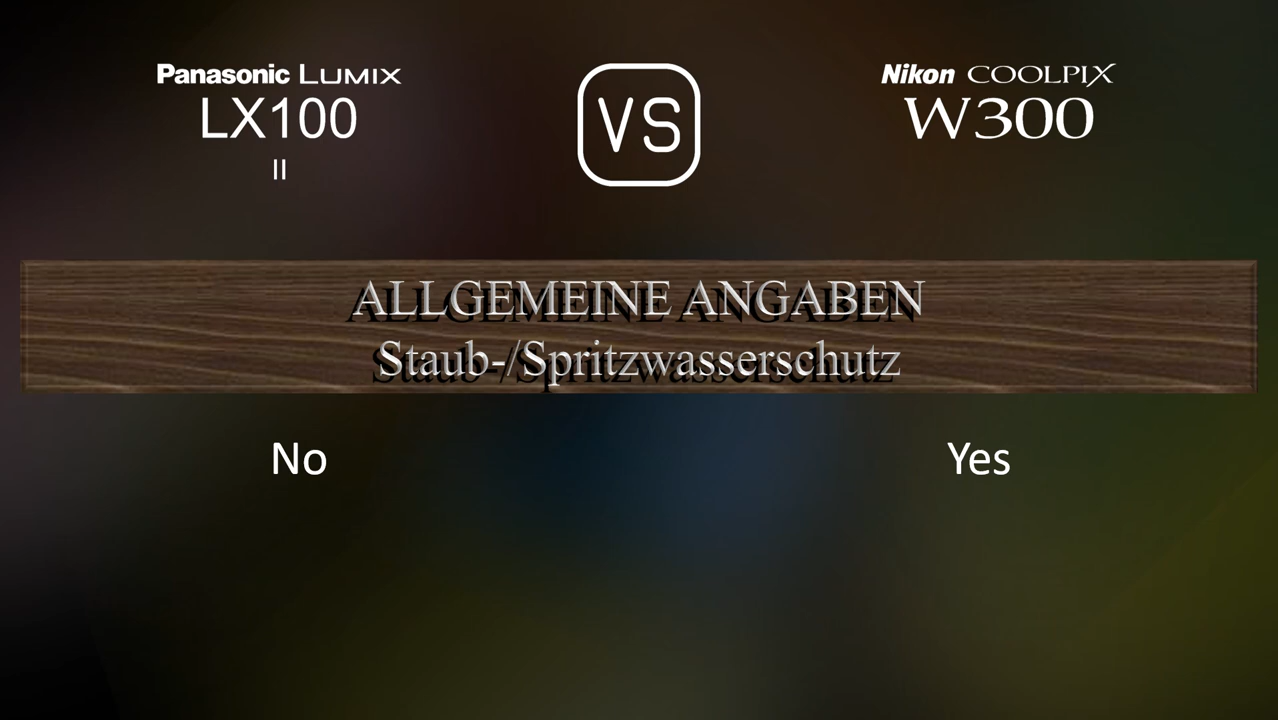 Panasonic LUMIX
LX100
II
VS
Nikon COOLPIX
W300
ALLGEMEINE ANGABEN
Staub-/Spritzwasserschutz
No
Yes